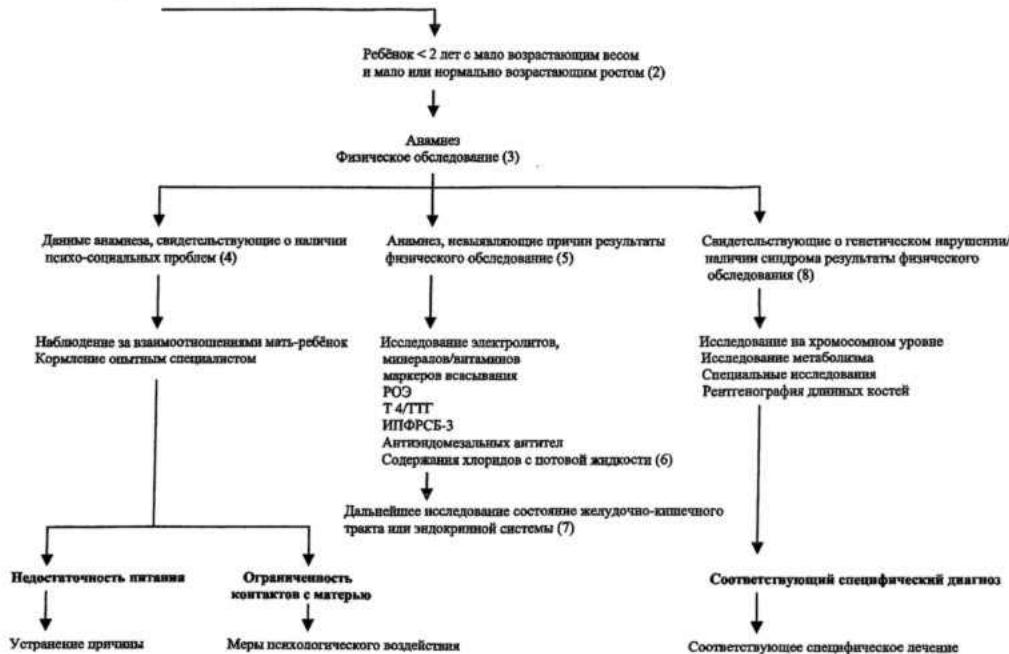 Ребёнок < 2 лет с мало возрастающим весом
и мало или нормально возрастающим ростом (2)
Анамнез
Физическое обследование (3)
Данные анамнеза, свидетельствующие о наличии
психо-социальных проблем (4)
Наблюдение за взаимоотношениями мать-ребёнок
Кормление опытным специалистом
Недостаточность питания
Устранение причины
Ограниченность
контактов с матерью
Меры психологического воздействия
Анамнез, невыявляющие причин результаты
физического обследование (5)
Исследование электролитов,
минералов/витаминов
маркеров всасывания
РОЭ
Т 4/ТТГ
ИПФРСБ-3
Антиэндомезальных антител
Содержания хлоридов с потовой жидкости (6)
Дальнейшее исследование состояние желудочно-кишечного
тракта или эндокринной системы (7)
Свидетельствующие о генетическом нарушении/
наличии синдрома результаты физического
обследования (8)
Исследование на хромосомном уровне
Исследование метаболизма
Специальные исследования
Рентгенография длинных костей
Соответствующий специфический диагноз
Соответствующее специфическое лечение